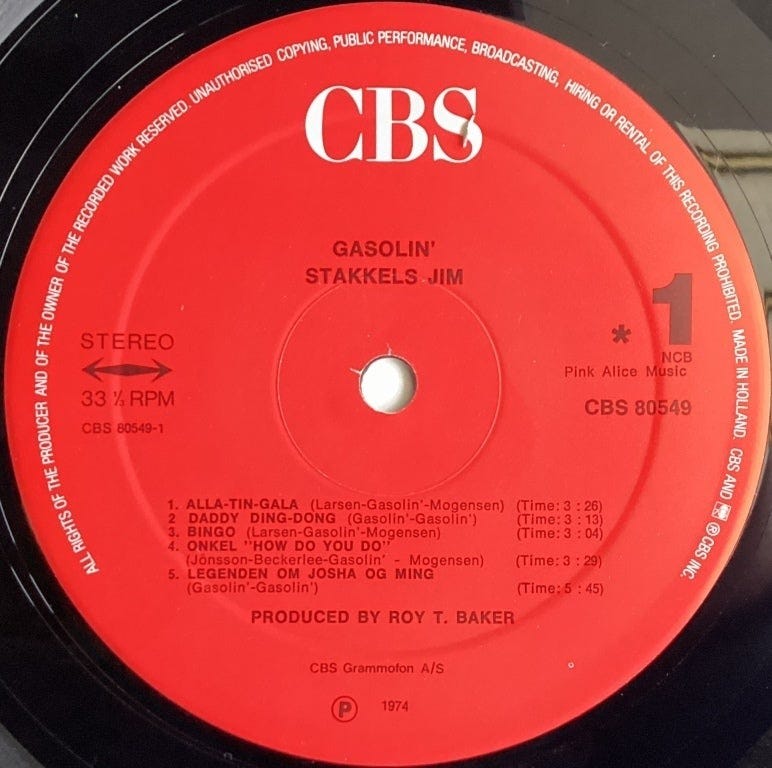 ALL RIGHTS OF THE PRODUCER AND OF THE OWNER OF THE RECORDED WORK RESERVED. UNAUTHORISED COPYING, PUBLIC PERFORMANCE, BROADCASTING, HIRING OR RENTAL OF THIS RECORDING PROHIBITED. MADE IN HOLLAND. CBS AND ® CBS INC.
CBS
GASOLIN'
STAKKELS JIM
STEREO
33 ⅓ RPM
CBS 80549-1
* 1
NCB
Pink Alice Music
CBS 80549
1. ALLA-TIN-GALA (Larsen-Gasolin'-Mogensen) (Time: 3 : 26)
2 DADDY DING-DONG (Gasolin'-Gasolin') (Time: 3 : 13)
3. BINGO (Larsen-Gasolin'-Mogensen) (Time: 3 : 04)
4. ONKEL "HOW DO YOU DO"
(Jönsson-Beckerlee-Gasolin' - Mogensen) (Time: 3 : 29)
5. LEGENDEN OM JOSHA OG MING
(Gasolin'-Gasolin') (Time: 5 : 45)
PRODUCED BY ROY T. BAKER
CBS Grammofon A/S
Ⓟ 1974